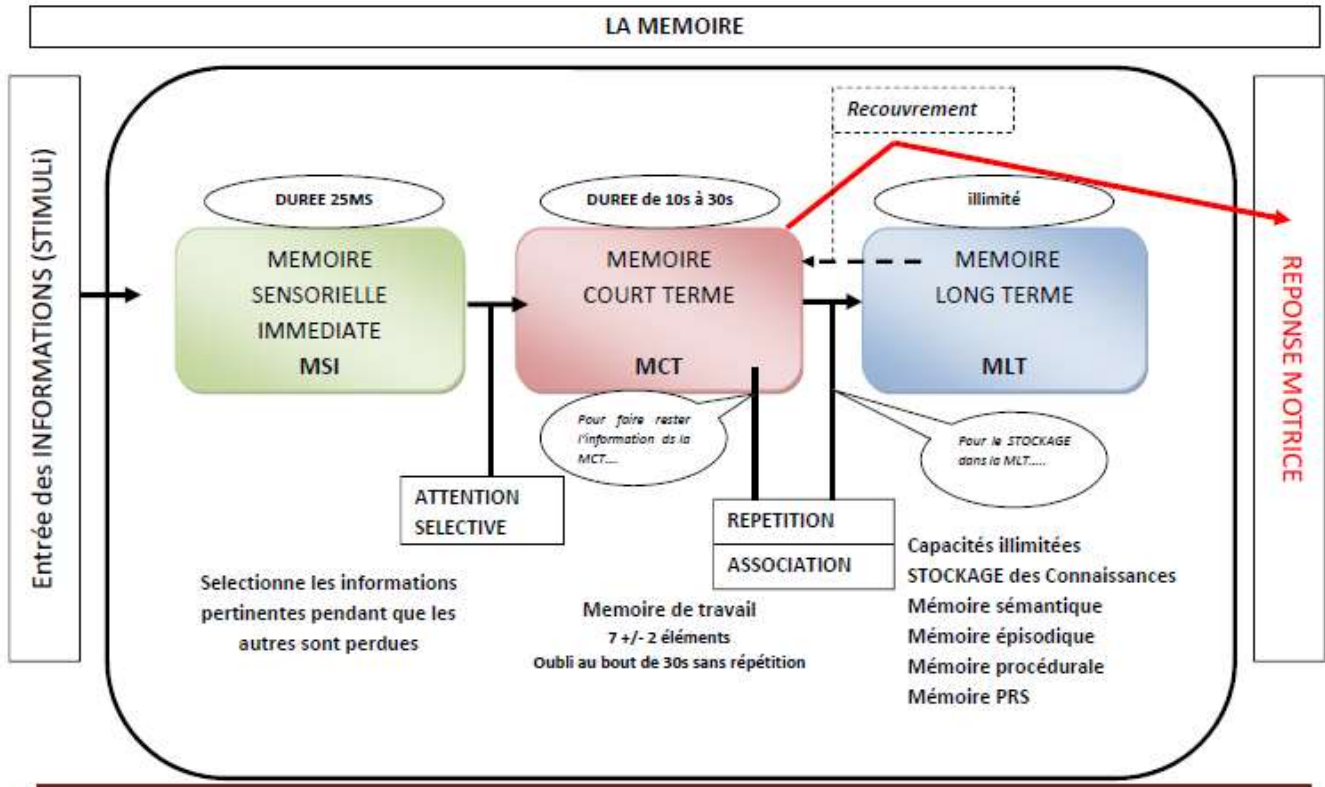 LA MEMOIRE
Entrée des INFORMATIONS (STIMULi)
Recouvrement
DUREE 25MS
DUREE de 10s à 30s
illimité
MEMOIRE
SENSORIELLE
IMMEDIATE
MSI
MEMOIRE
COURT TERME
MCT
MEMOIRE
LONG TERME
MLT
REPONSE MOTRICE
Pour faire rester
l'information ds la
MCT....
Pour le STOCKAGE
dans la MLT.....
ATTENTION
SELECTIVE
REPETITION
ASSOCIATION
Selectionne les informations
pertinentes pendant que les
autres sont perdues
Memoire de travail
7 +/- 2 éléments
Oubli au bout de 30s sans répétition
Capacités illimitées
STOCKAGE des Connaissances
Mémoire sémantique
Mémoire épisodique
Mémoire procédurale
Mémoire PRS